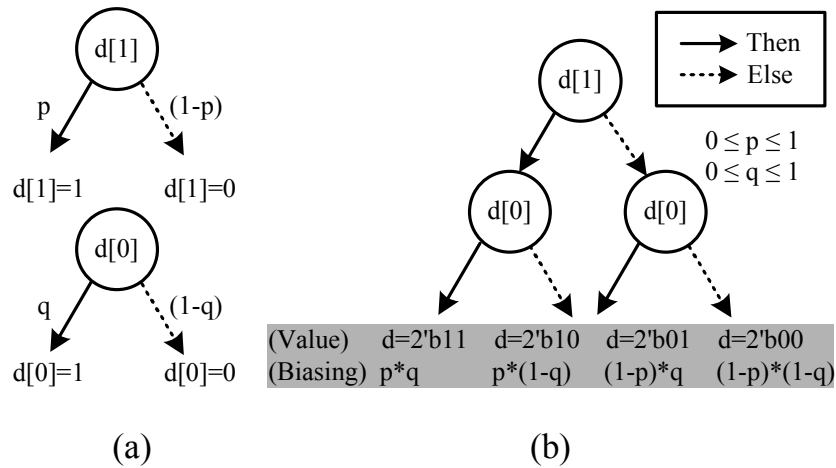 d[1]
p
(1-p)
d[1]=1
d[1]=0
d[0]
q
(1-q)
d[0]=1
d[0]=0
(a)
Then
Else
d[1]
0 ≤ p ≤ 1
0 ≤ q ≤ 1
d[0]
d[0]
(Value) d=2'b11 d=2'b10 d=2'b01 d=2'b00
(Biasing) p*q p*(1-q) (1-p)*q (1-p)*(1-q)
(b)